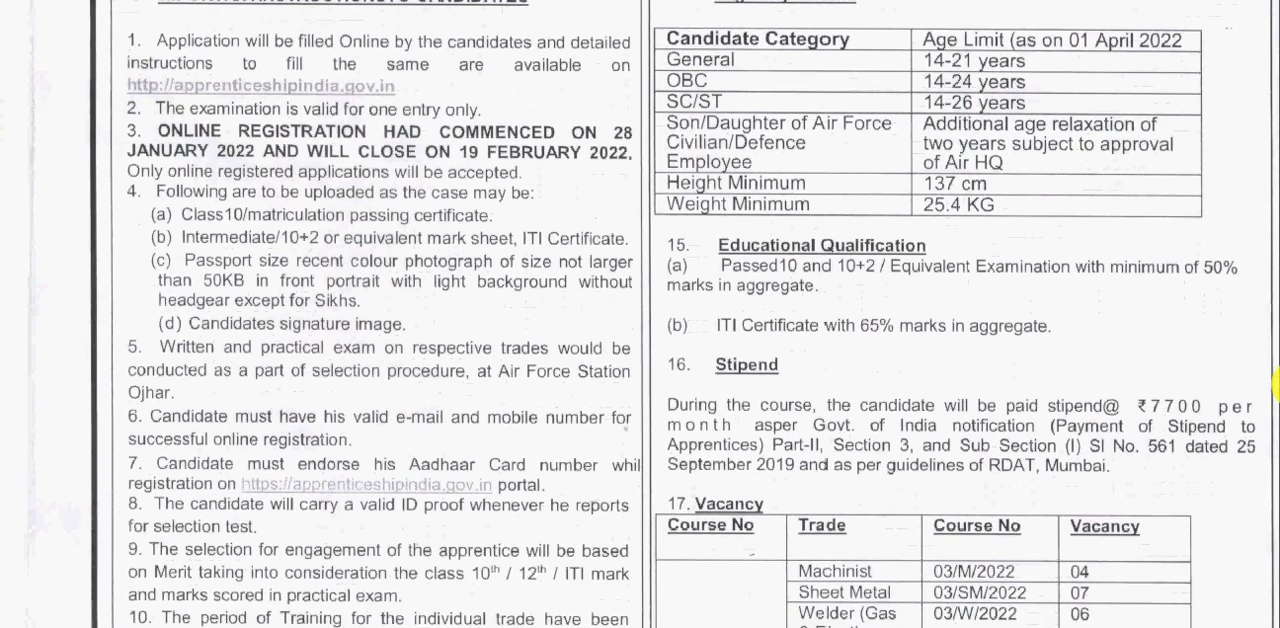 1. Application will be filled Online by the candidates and detailed
instructions to fill the same are available on
http://apprenticeshipindia.gov.in
2. The examination is valid for one entry only.
3. ONLINE REGISTRATION HAD COMMENCED ON 28
JANUARY 2022 AND WILL CLOSE ON 19 FEBRUARY 2022,
Only online registered applications will be accepted.
4. Following are to be uploaded as the case may be:
(a) Class10/matriculation passing certificate.
(b) Intermediate/10+2 or equivalent mark sheet, ITI Certificate.
(c) Passport size recent colour photograph of size not larger
than 50KB in front portrait with light background without
headgear except for Sikhs.
(d) Candidates signature image.
5. Written and practical exam on respective trades would be
conducted as a part of selection procedure, at Air Force Station
Ojhar.
6. Candidate must have his valid e-mail and mobile number for
successful online registration.
7. Candidate must endorse his Aadhaar Card number whil
registration on https://apprenticeshipindia.gov.in portal.
8. The candidate will carry a valid ID proof whenever he reports
for selection test.
9. The selection for engagement of the apprentice will be based
on Merit taking into consideration the class 10th / 12th / ITI mark
and marks scored in practical exam.
10. The period of Training for the individual trade have been
Candidate Category Age Limit (as on 01 April 2022
General 14-21 years
OBC 14-24 years
SC/ST 14-26 years
Son/Daughter of Air Force Additional age relaxation of
Civilian/Defence two years subject to approval
Employee of Air HQ
Height Minimum 137 cm
Weight Minimum 25.4 KG
15. Educational Qualification
(a) Passed10 and 10+2 / Equivalent Examination with minimum of 50%
marks in aggregate.
(b) ITI Certificate with 65% marks in aggregate.
16. Stipend
During the course, the candidate will be paid stipend@ ₹7700 per
month asper Govt. of India notification (Payment of Stipend to
Apprentices) Part-II, Section 3, and Sub Section (I) Sl No. 561 dated 25
September 2019 and as per guidelines of RDAT, Mumbai.
17. Vacancy
Course No Trade Course No Vacancy
Machinist 03/M/2022 04
Sheet Metal 03/SM/2022 07
Welder (Gas 03/W/2022 06